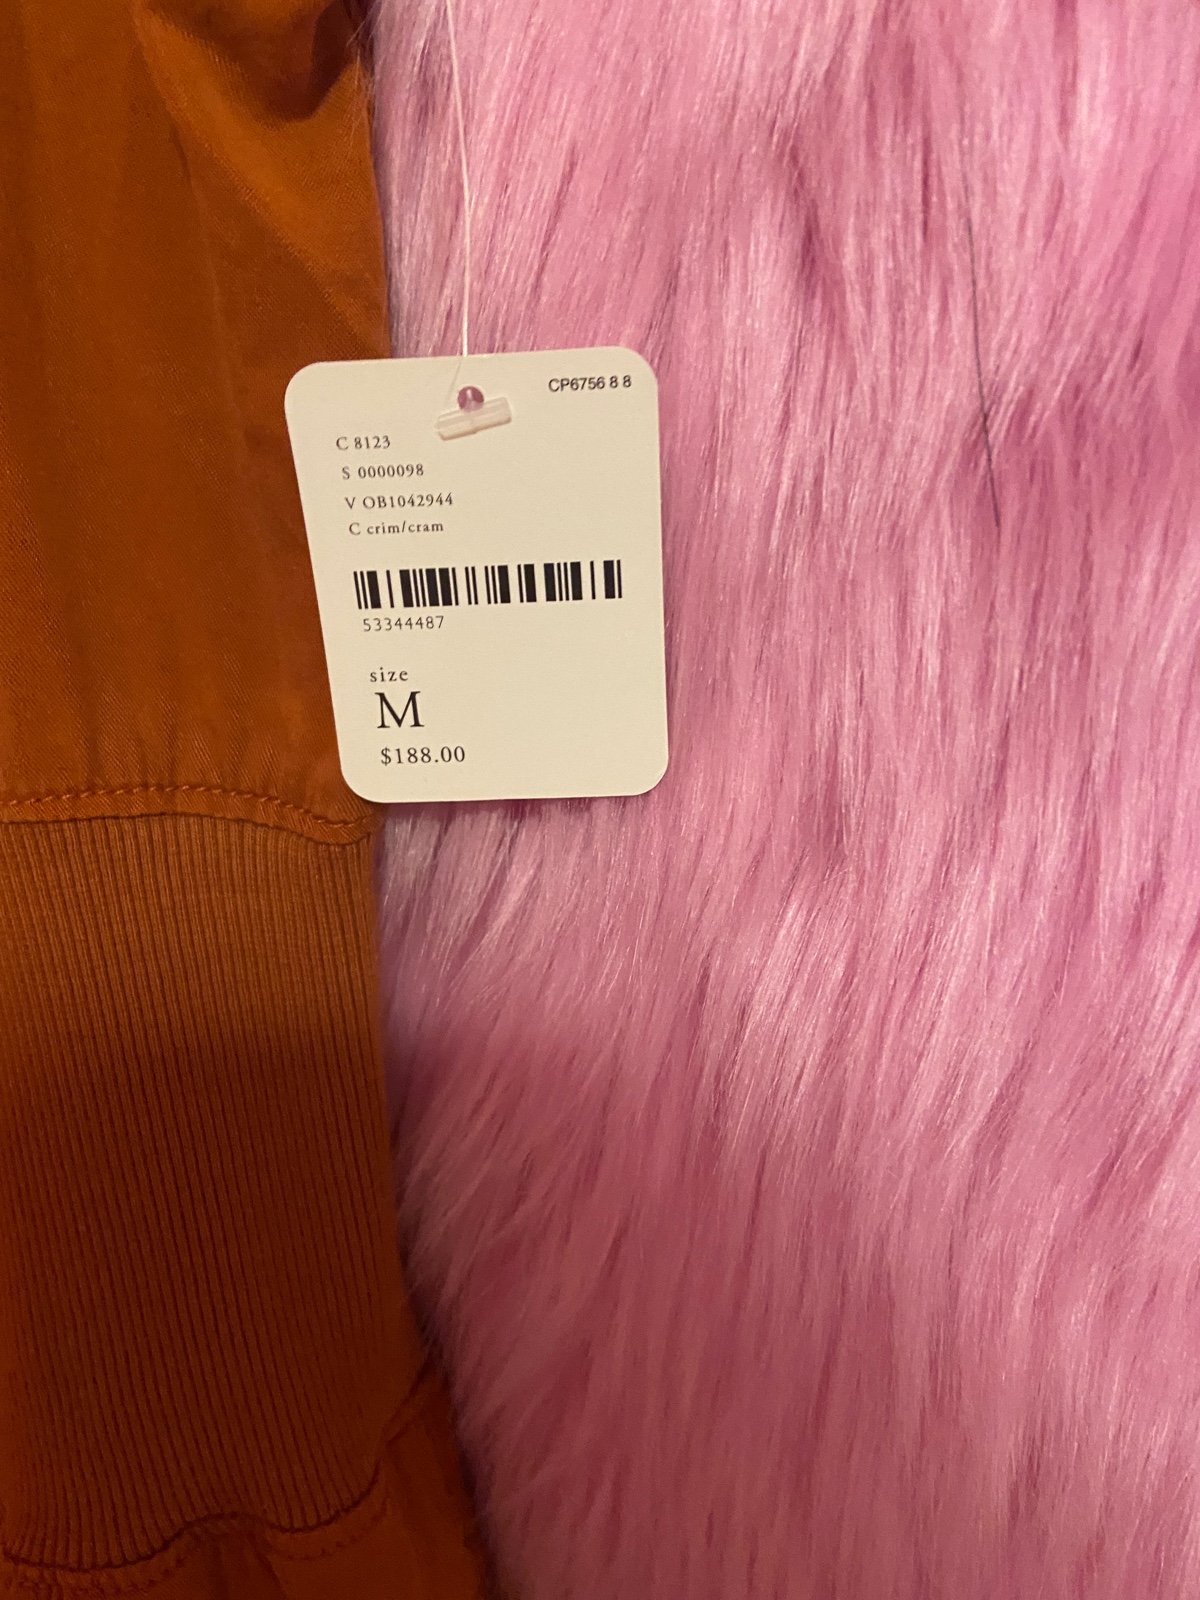 CP6756 8 8
C 8123
S 0000098
V OB1042944
C crim/cram
53344487
size
M
$188.00